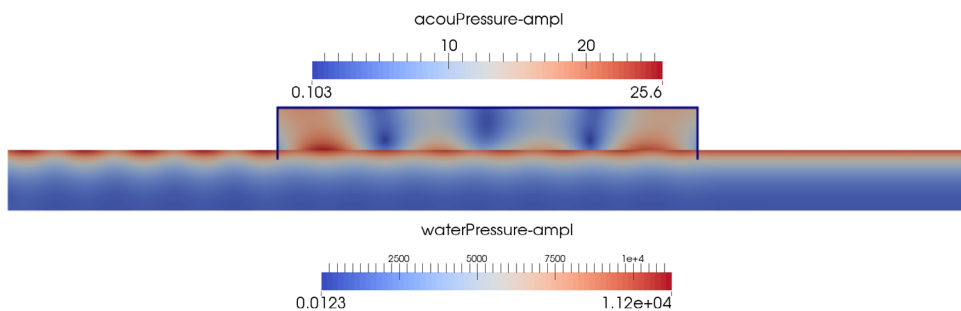 acouPressure-ampl
10 20
0.103 25.6
waterPressure-ampl
2500 5000 7500 1e+4
0.0123 1.12e+04